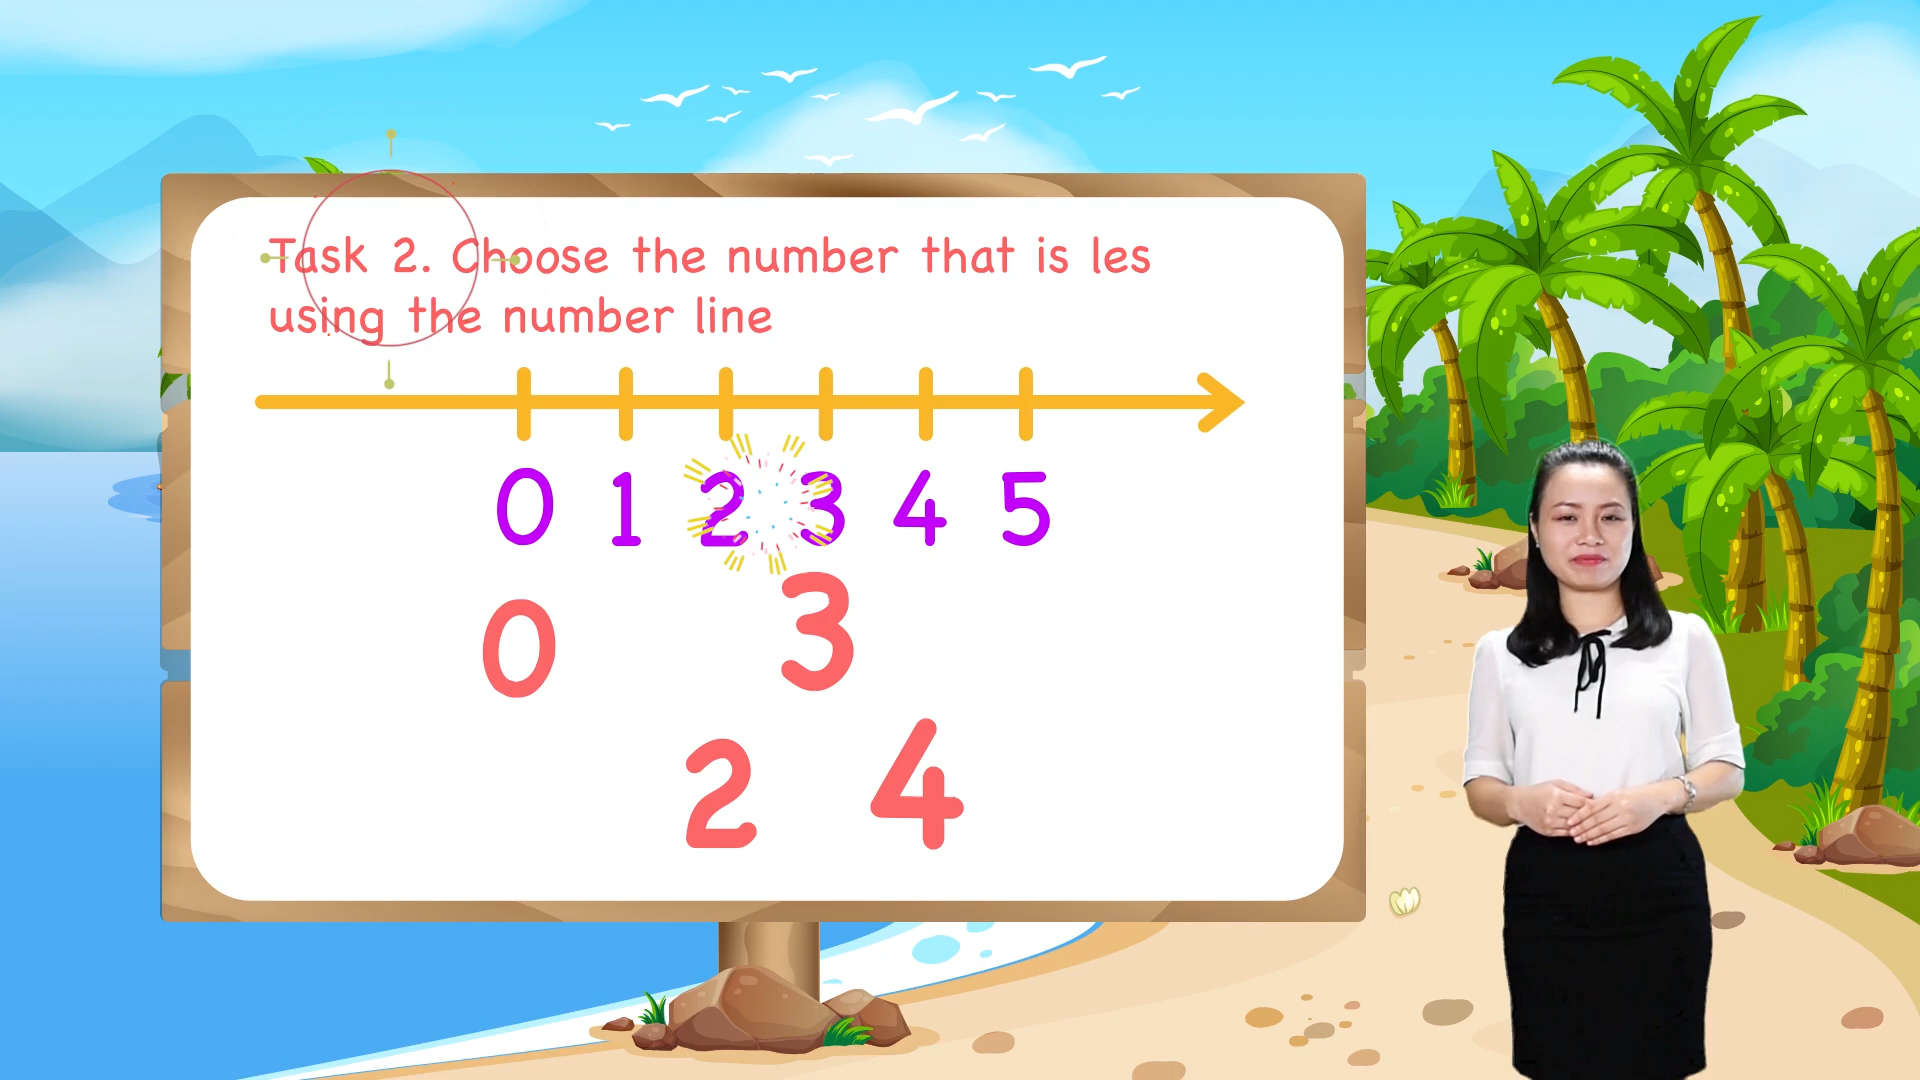 Task 2. Choose the number that is les
using the number line
0 1 2 3 4 5
0 3
2 4